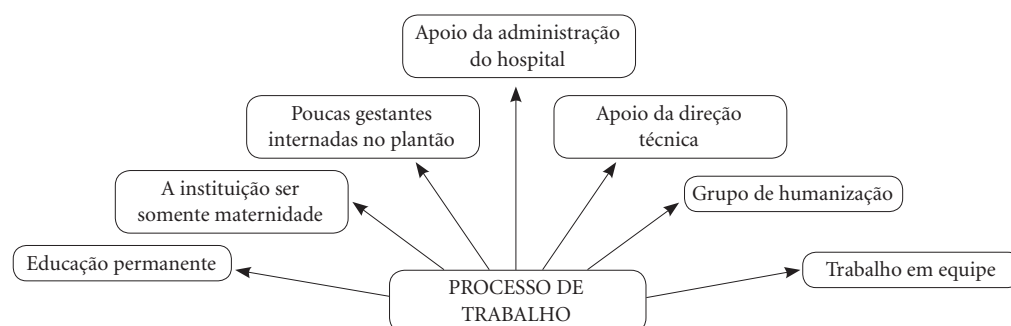 Apoio da administração
do hospital
Poucas gestantes
internadas no plantão
Apoio da direção
técnica
A instituição ser
somente maternidade
Grupo de humanização
Educação permanente
Trabalho em equipe
PROCESSO DE
TRABALHO